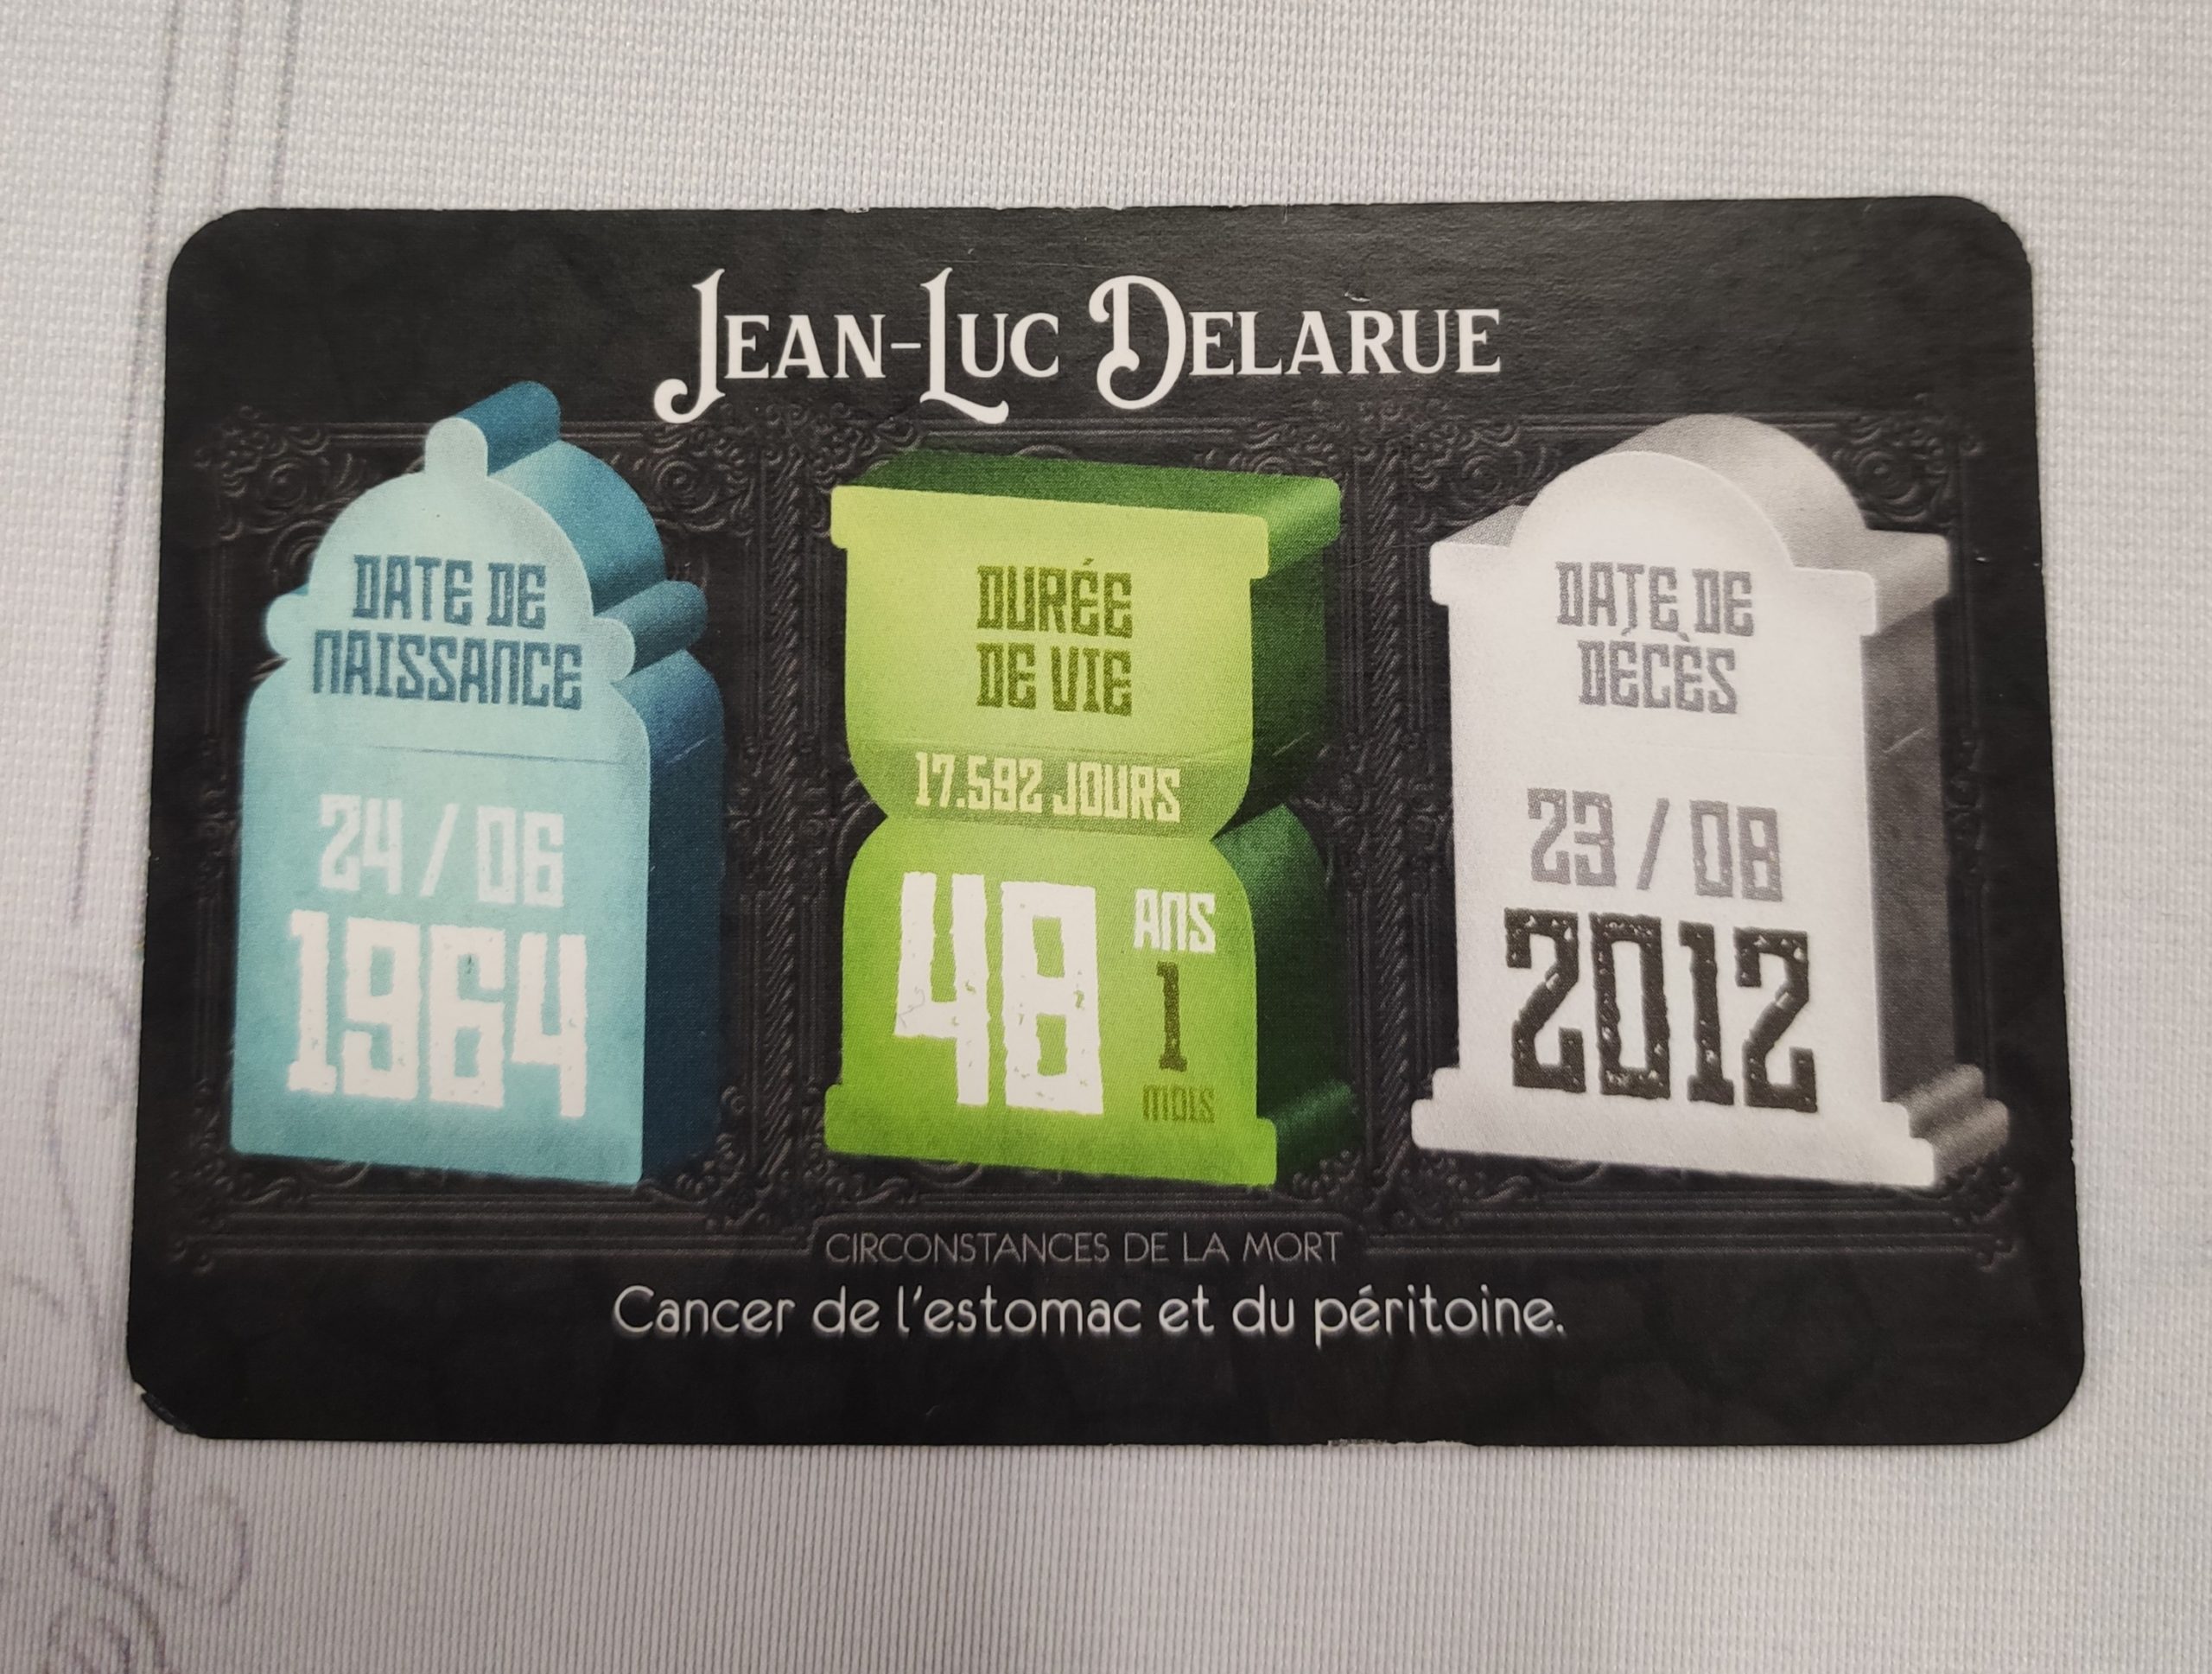 JEAN-LUC DELARUE
DATE DE
NAISSANCE
24 / 06
1964
DURÉE
DE VIE
17.592 JOURS
48 ANS
1
MOIS
DATE DE
DÉCÈS
23 / 08
2012
CIRCONSTANCES DE LA MORT
Cancer de l'estomac et du péritoine.